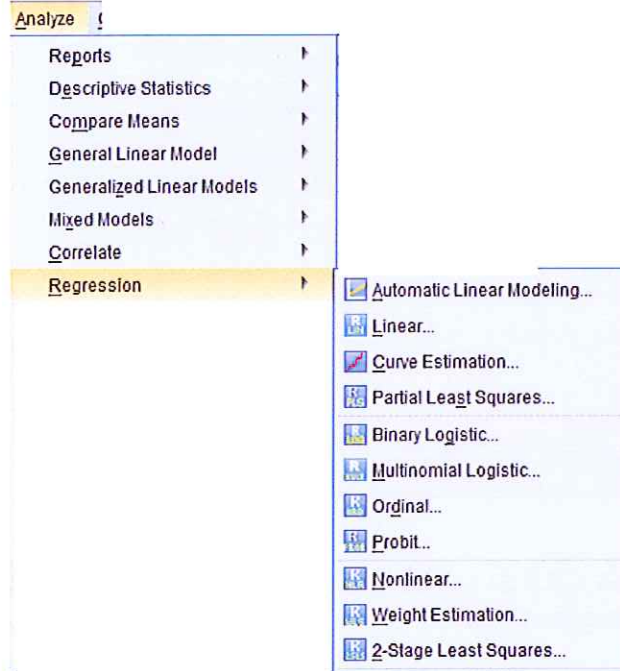 Analyze
Reports
Descriptive Statistics
Compare Means
General Linear Model
Generalized Linear Models
Mixed Models
Correlate
Regression
Automatic Linear Modeling...
Linear...
Curve Estimation...
Partial Least Squares...
Binary Logistic...
Multinomial Logistic...
Ordinal...
Probit...
Nonlinear...
Weight Estimation...
2-Stage Least Squares...